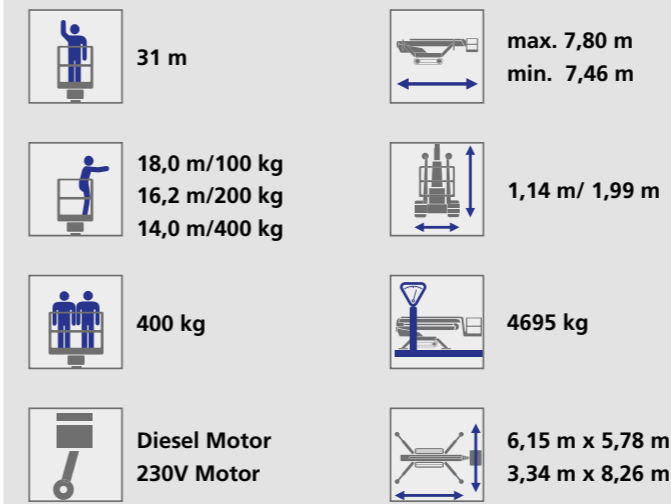 31 m
max. 7,80 m
min. 7,46 m
18,0 m/100 kg
16,2 m/200 kg
14,0 m/400 kg
1,14 m/ 1,99 m
400 kg
4695 kg
Diesel Motor
230V Motor
6,15 m x 5,78 m
3,34 m x 8,26 m